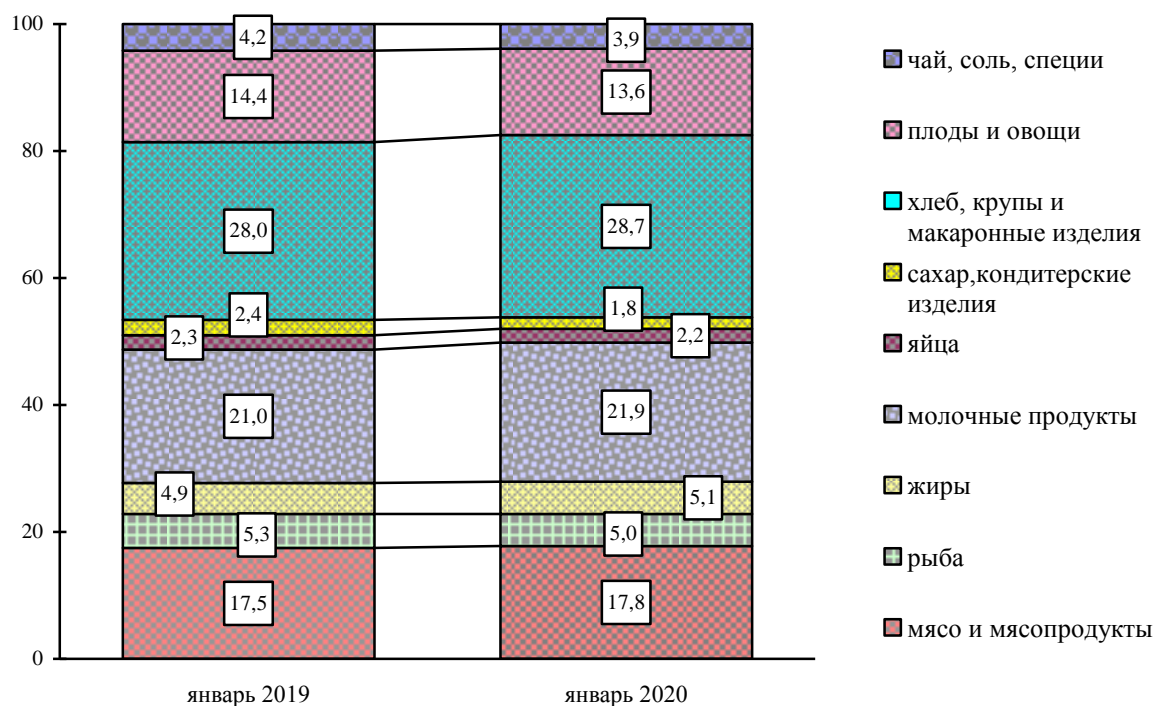 100
80
60
40
20
0
4,2
14,4
28,0
2,4
2,3
21,0
4,9
5,3
17,5
3,9
13,6
28,7
1,8
2,2
21,9
5,1
5,0
17,8
январь 2019
январь 2020
чай, соль, специи
плоды и овощи
хлеб, крупы и
макаронные изделия
сахар,кондитерские
изделия
яйца
молочные продукты
жиры
рыба
мясо и мясопродукты